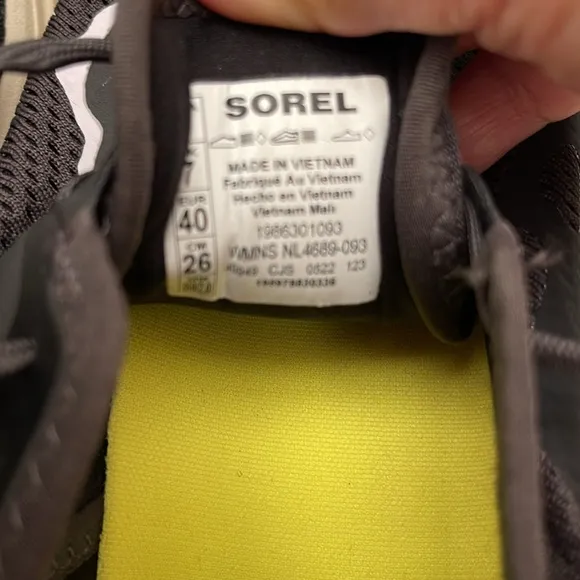 SOREL
MADE IN VIETNAM
Fabriqué Au Vietnam
Hecho en Vietnam
Vietnam Malı
1986301093
WMNS NL4689-093
CJS 0522 123
EUR
40
CM
26